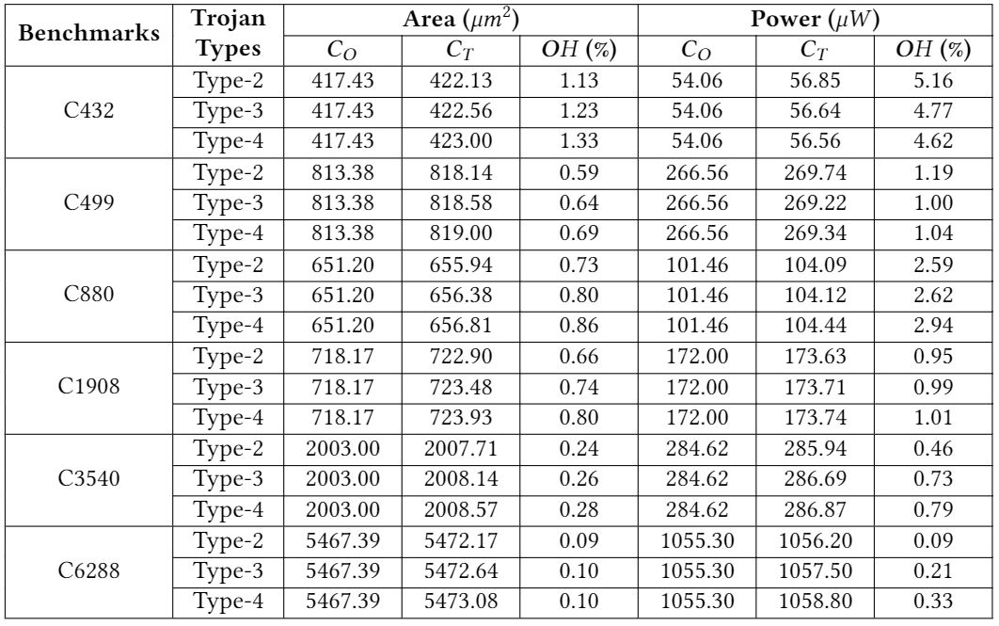 Benchmarks Trojan Types Area (μm²) Power (μW)
C_O C_T OH (%) C_O C_T OH (%)
C432 Type-2 417.43 422.13 1.13 54.06 56.85 5.16
Type-3 417.43 422.56 1.23 54.06 56.64 4.77
Type-4 417.43 423.00 1.33 54.06 56.56 4.62
C499 Type-2 813.38 818.14 0.59 266.56 269.74 1.19
Type-3 813.38 818.58 0.64 266.56 269.22 1.00
Type-4 813.38 819.00 0.69 266.56 269.34 1.04
C880 Type-2 651.20 655.94 0.73 101.46 104.09 2.59
Type-3 651.20 656.38 0.80 101.46 104.12 2.62
Type-4 651.20 656.81 0.86 101.46 104.44 2.94
C1908 Type-2 718.17 722.90 0.66 172.00 173.63 0.95
Type-3 718.17 723.48 0.74 172.00 173.71 0.99
Type-4 718.17 723.93 0.80 172.00 173.74 1.01
C3540 Type-2 2003.00 2007.71 0.24 284.62 285.94 0.46
Type-3 2003.00 2008.14 0.26 284.62 286.69 0.73
Type-4 2003.00 2008.57 0.28 284.62 286.87 0.79
C6288 Type-2 5467.39 5472.17 0.09 1055.30 1056.20 0.09
Type-3 5467.39 5472.64 0.10 1055.30 1057.50 0.21
Type-4 5467.39 5473.08 0.10 1055.30 1058.80 0.33